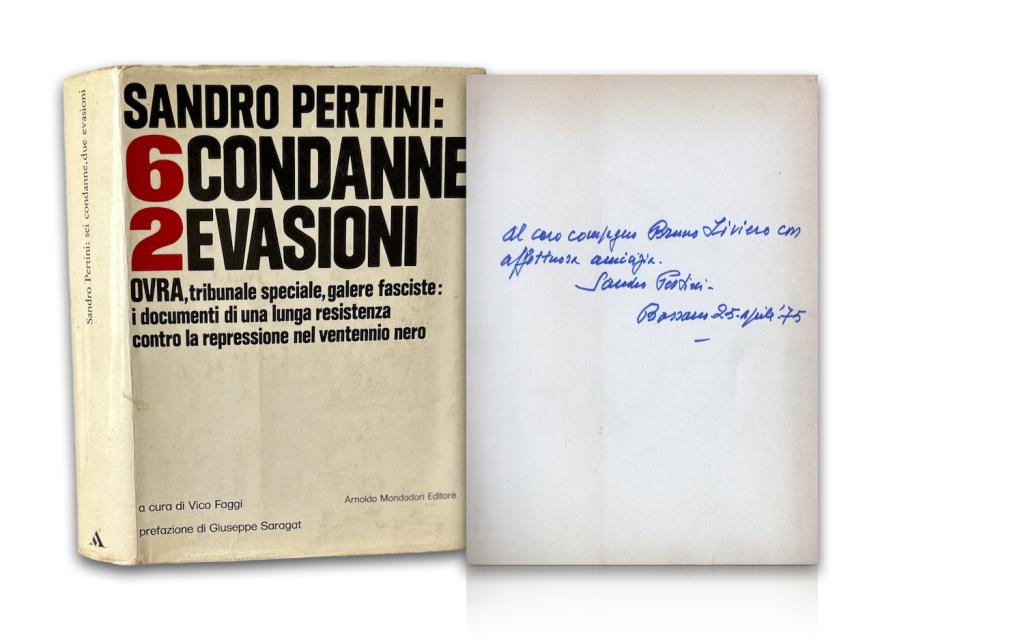 Sandro Pertini: sei condanne, due evasioni
SANDRO PERTINI:
6 CONDANNE
2 EVASIONI
OVRA, tribunale speciale, galere fasciste:
i documenti di una lunga resistenza
contro la repressione nel ventennio nero
a cura di Vico Faggi
Arnoldo Mondadori Editore
prefazione di Giuseppe Saragat
Al caro compagno Bruno Liviero con
affettuosa amicizia.
Sandro Pertini-
Bassano 25-aprile '75